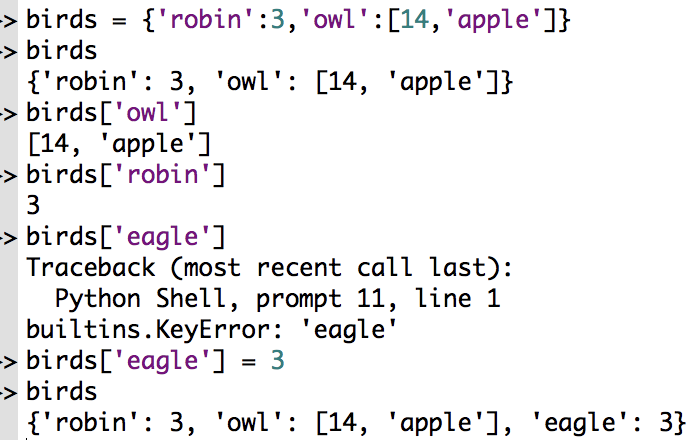 > birds = {'robin':3,'owl':[14,'apple']}
> birds
{'robin': 3, 'owl': [14, 'apple']}
> birds['owl']
[14, 'apple']
> birds['robin']
3
> birds['eagle']
Traceback (most recent call last):
  Python Shell, prompt 11, line 1
builtins.KeyError: 'eagle'
> birds['eagle'] = 3
> birds
{'robin': 3, 'owl': [14, 'apple'], 'eagle': 3}